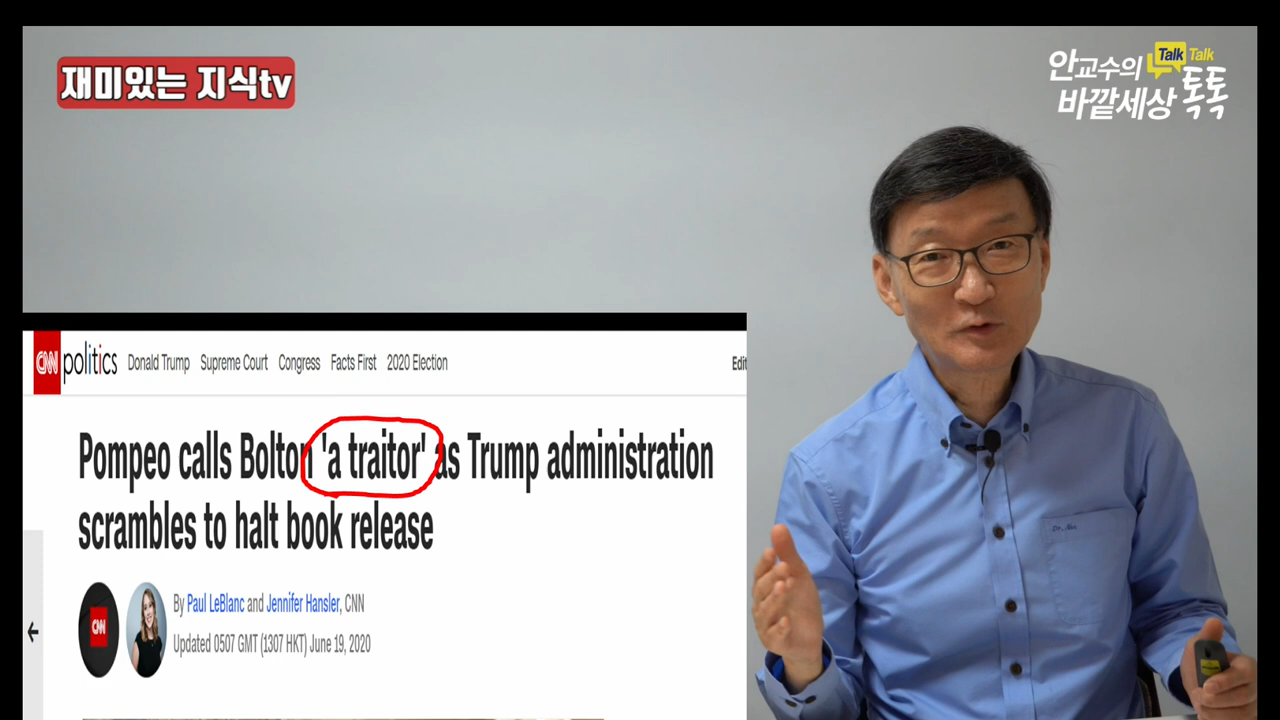 재미있는 지식tv
안교수의 Talk Talk
바깥세상 톡톡
CNN politics Donald Trump Supreme Court Congress Facts First 2020 Election
Edit
Pompeo calls Bolton 'a traitor' as Trump administration
scrambles to halt book release
CNN
By Paul LeBlanc and Jennifer Hansler, CNN
Updated 0507 GMT (1307 HKT) June 19, 2020